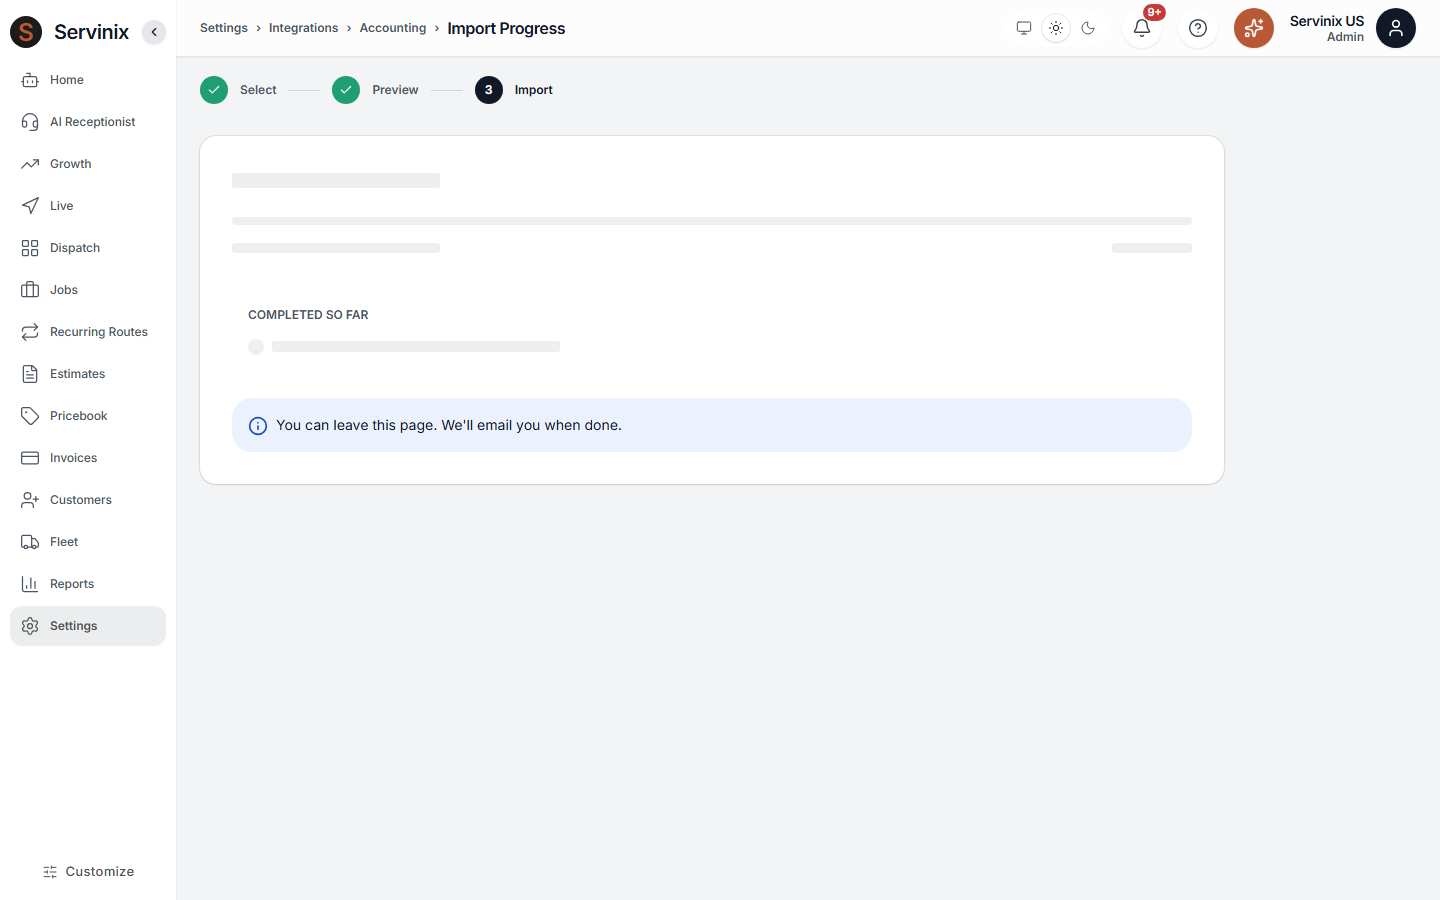 S Servinix
Settings › Integrations › Accounting › Import Progress
9+
Servinix US
Admin
Home
AI Receptionist
Growth
Live
Dispatch
Jobs
Recurring Routes
Estimates
Pricebook
Invoices
Customers
Fleet
Reports
Settings
Customize
Select
Preview
3 Import
COMPLETED SO FAR
You can leave this page. We'll email you when done.